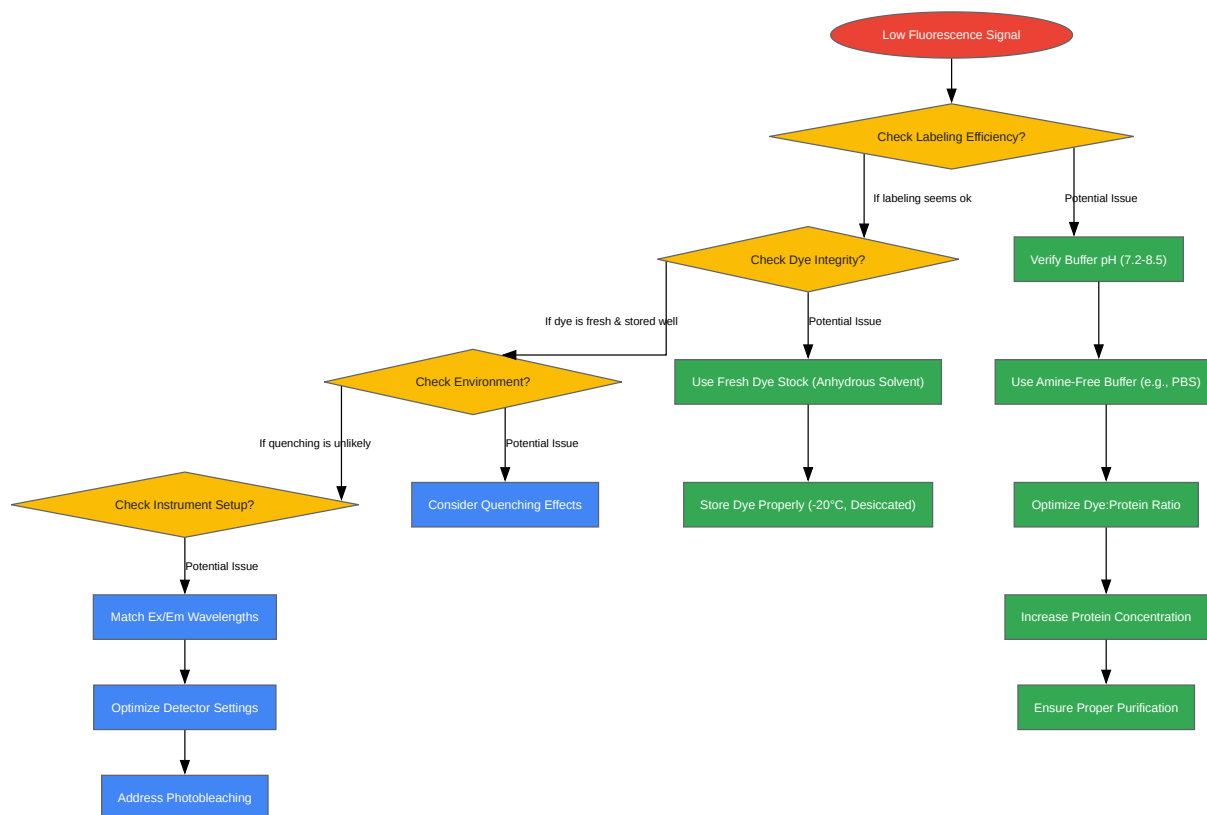 Low Fluorescence Signal
Check Labeling Efficiency?
If labeling seems ok
Potential Issue
Check Dye Integrity?
Verify Buffer pH (7.2-8.5)
If dye is fresh & stored well
Potential Issue
Check Environment?
Use Fresh Dye Stock (Anhydrous Solvent)
Use Amine-Free Buffer (e.g., PBS)
If quenching is unlikely
Potential Issue
Check Instrument Setup?
Consider Quenching Effects
Store Dye Properly (-20°C, Desiccated)
Optimize Dye:Protein Ratio
Potential Issue
Match Ex/Em Wavelengths
Increase Protein Concentration
Optimize Detector Settings
Ensure Proper Purification
Address Photobleaching